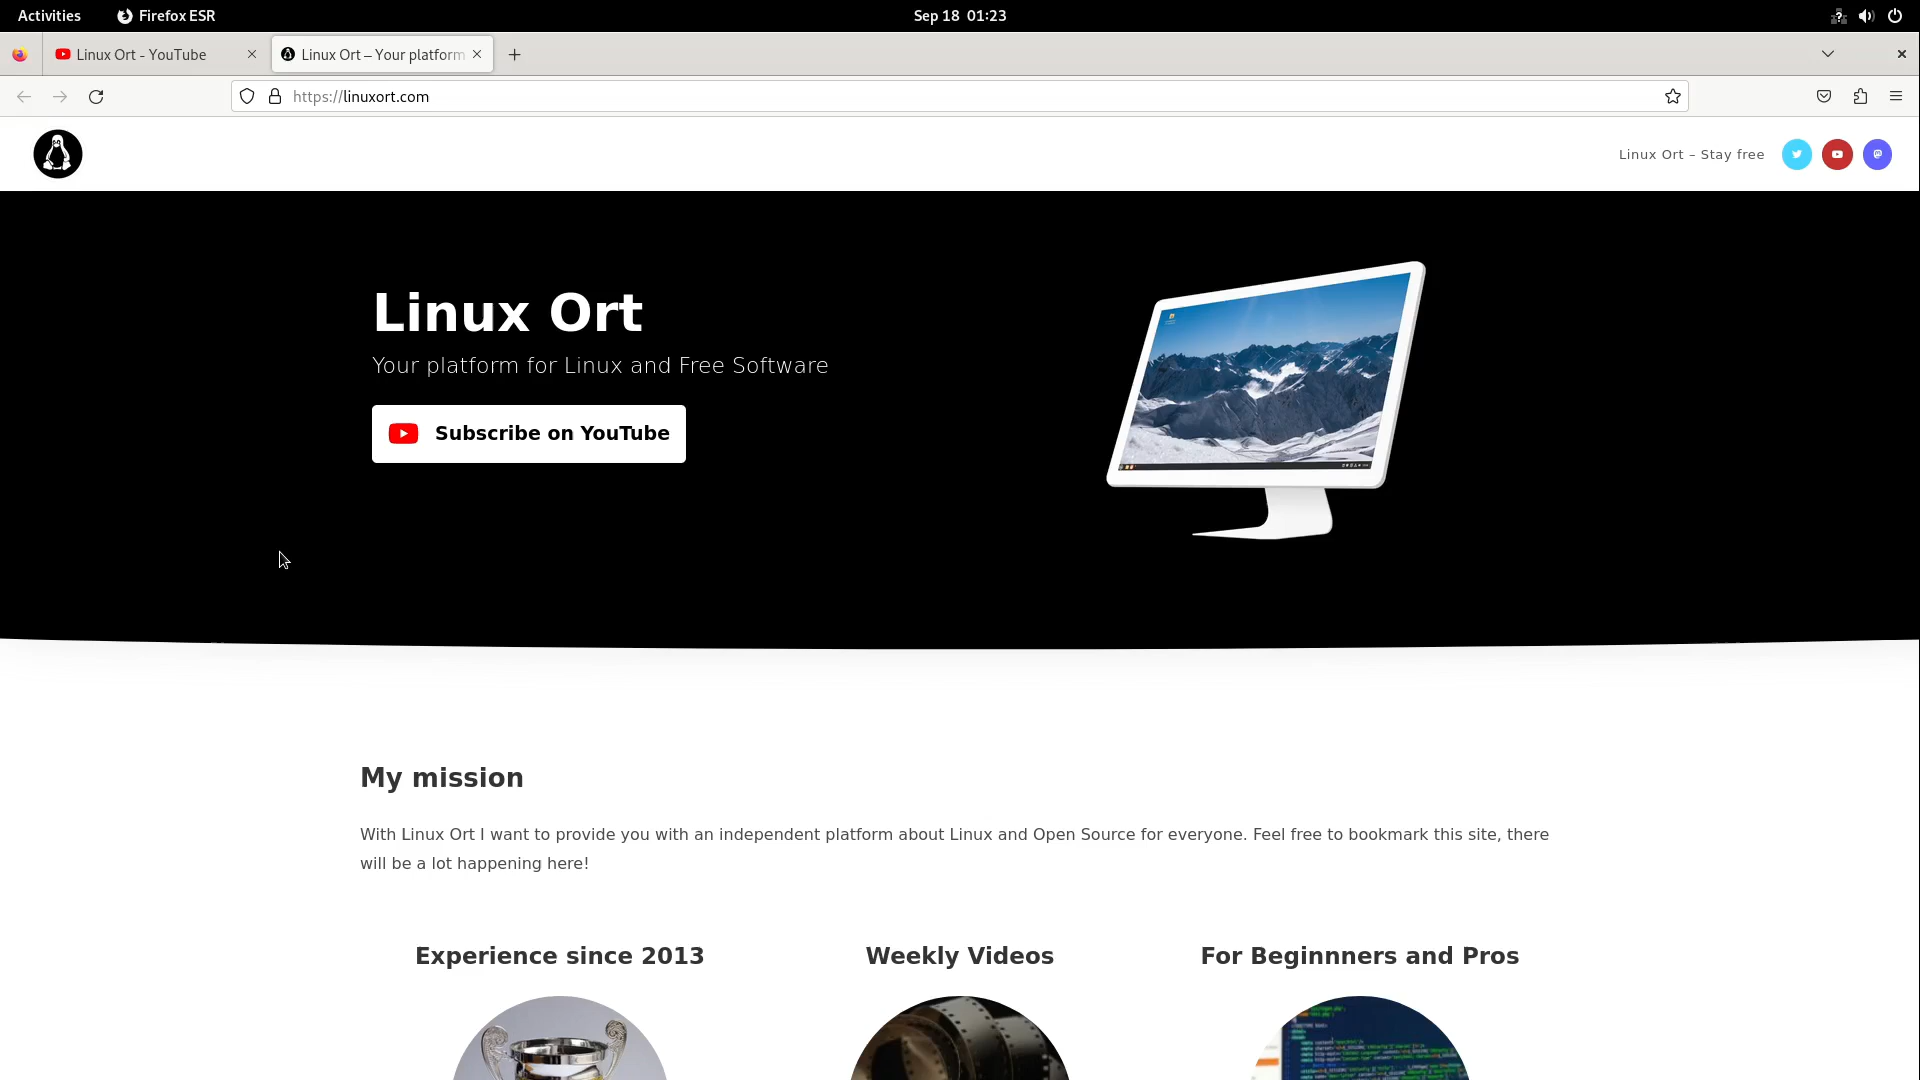 Activities
Firefox ESR
Sep 18 01:23
Linux Ort - YouTube
Linux Ort – Your platform
https://linuxort.com
Linux Ort – Stay free
Linux Ort
Your platform for Linux and Free Software
Subscribe on YouTube
My mission
With Linux Ort I want to provide you with an independent platform about Linux and Open Source for everyone. Feel free to bookmark this site, there
will be a lot happening here!
Experience since 2013
Weekly Videos
For Beginnners and Pros